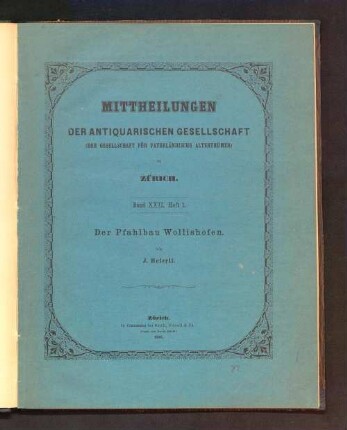 MITTHEILUNGEN
DER ANTIQUARISCHEN GESELLSCHAFT
(DER GESELLSCHAFT FÜR VATERLÄNDISCHE ALTERTHÜMER)
in
ZÜRICH.
Band XXII, Heft 1.
Der Pfahlbau Wollishofen.
J. Heierli.
Zürich.